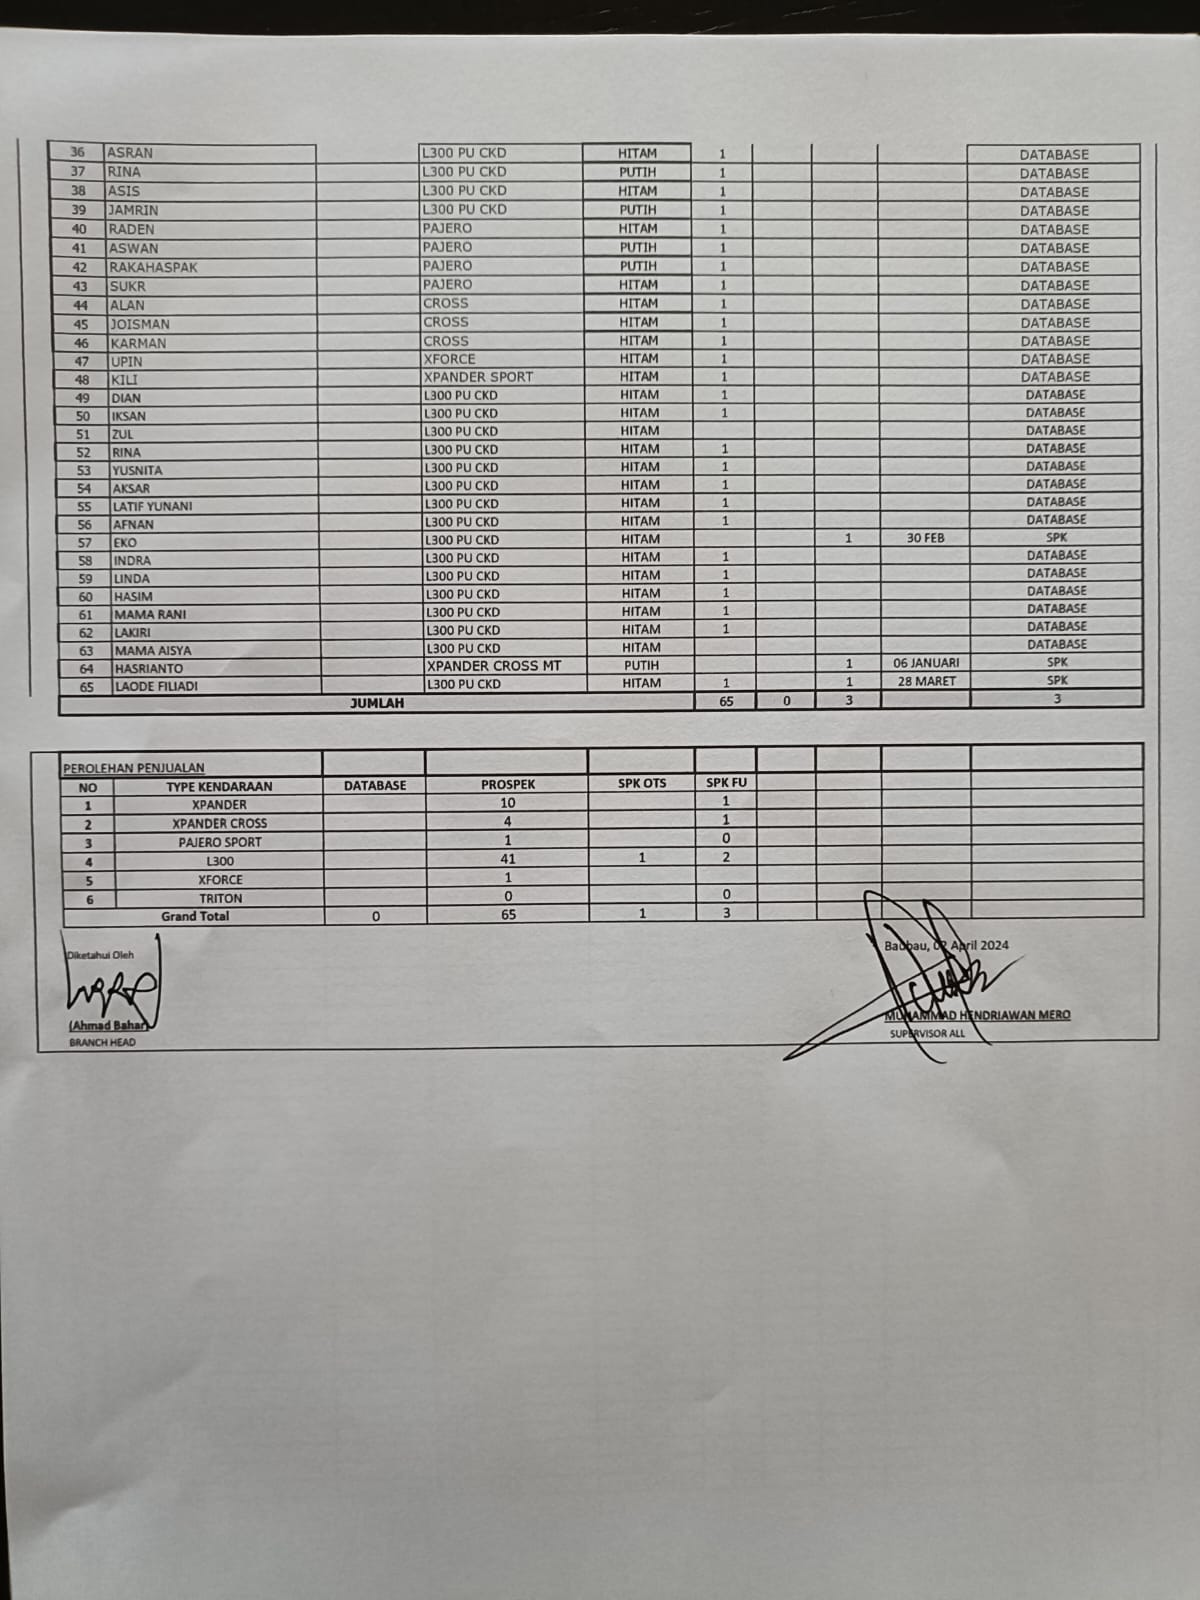 36 ASRAN L300 PU CKD HITAM 1 DATABASE
37 RINA L300 PU CKD PUTIH 1 DATABASE
38 ASIS L300 PU CKD HITAM 1 DATABASE
39 JAMRIN L300 PU CKD PUTIH 1 DATABASE
40 RADEN PAJERO HITAM 1 DATABASE
41 ASWAN PAJERO PUTIH 1 DATABASE
42 RAKAHASPAK PAJERO PUTIH 1 DATABASE
43 SUKR PAJERO HITAM 1 DATABASE
44 ALAN CROSS HITAM 1 DATABASE
45 JOISMAN CROSS HITAM 1 DATABASE
46 KARMAN CROSS HITAM 1 DATABASE
47 UPIN XFORCE HITAM 1 DATABASE
48 KILI XPANDER SPORT HITAM 1 DATABASE
49 DIAN L300 PU CKD HITAM 1 DATABASE
50 IKSAN L300 PU CKD HITAM 1 DATABASE
51 ZUL L300 PU CKD HITAM DATABASE
52 RINA L300 PU CKD HITAM 1 DATABASE
53 YUSNITA L300 PU CKD HITAM 1 DATABASE
54 AKSAR L300 PU CKD HITAM 1 DATABASE
55 LATIF YUNANI L300 PU CKD HITAM 1 DATABASE
56 AFNAN L300 PU CKD HITAM 1 DATABASE
57 EKO L300 PU CKD HITAM 1 30 FEB SPK
58 INDRA L300 PU CKD HITAM 1 DATABASE
59 LINDA L300 PU CKD HITAM 1 DATABASE
60 HASIM L300 PU CKD HITAM 1 DATABASE
61 MAMA RANI L300 PU CKD HITAM 1 DATABASE
62 LAKIRI L300 PU CKD HITAM 1 DATABASE
63 MAMA AISYA L300 PU CKD HITAM DATABASE
64 HASRIANTO XPANDER CROSS MT PUTIH 1 06 JANUARI SPK
65 LAODE FILIADI L300 PU CKD HITAM 1 1 28 MARET SPK
JUMLAH 65 0 3 3
PEROLEHAN PENJUALAN
NO TYPE KENDARAAN DATABASE PROSPEK SPK OTS SPK FU
1 XPANDER 10 1
2 XPANDER CROSS 4 1
3 PAJERO SPORT 1 0
4 L300 41 1 2
5 XFORCE 1
6 TRITON 0 0
Grand Total 0 65 1 3
Diketahui Oleh
Baubau, 02 April 2024
(Ahmad Bahar)
MUHAMMAD HENDRIAWAN MERO
BRANCH HEAD
SUPERVISOR ALL